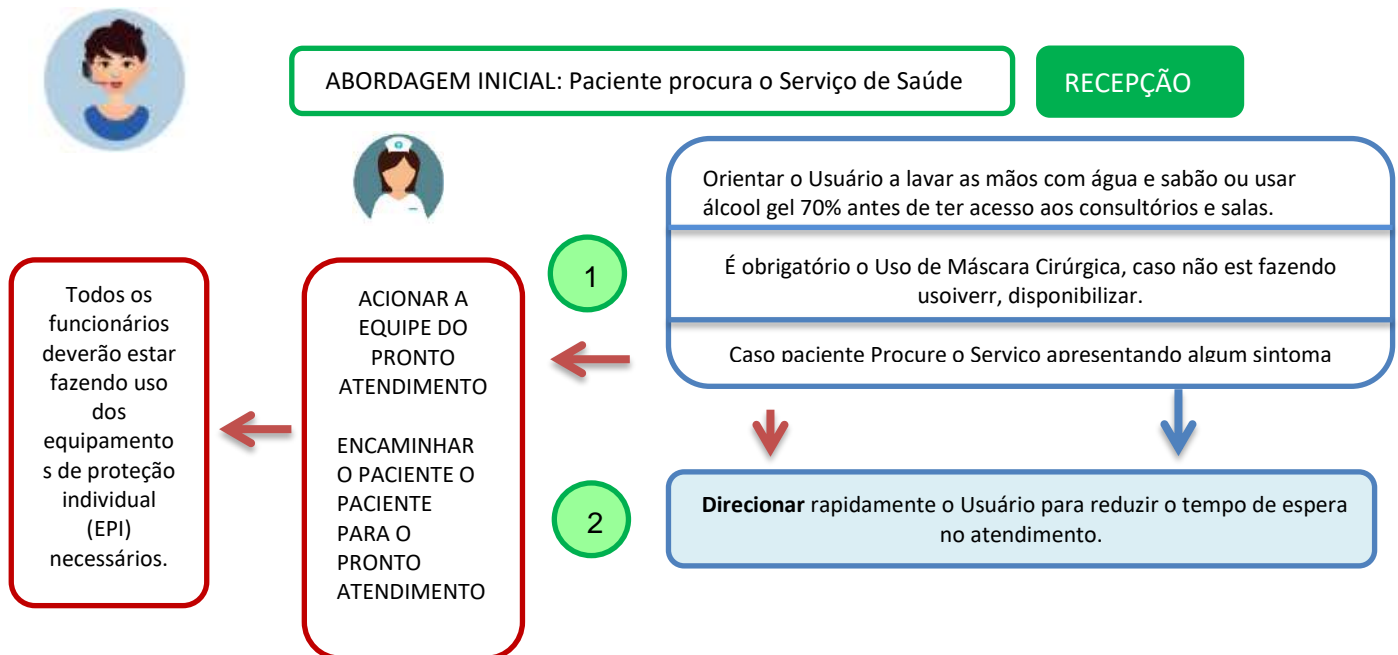 ABORDAGEM INICIAL: Paciente procura o Serviço de Saúde
RECEPÇÃO
Orientar o Usuário a lavar as mãos com água e sabão ou usar
álcool gel 70% antes de ter acesso aos consultórios e salas.
É obrigatório o Uso de Máscara Cirúrgica, caso não est fazendo
usoiverr, disponibilizar.
Caso paciente Procure o Serviço apresentando algum sintoma
1
ACIONAR A
EQUIPE DO
PRONTO
ATENDIMENTO
ENCAMINHAR
O PACIENTE O
PACIENTE
PARA O
PRONTO
ATENDIMENTO
Todos os
funcionários
deverão estar
fazendo uso
dos
equipamento
s de proteção
individual
(EPI)
necessários.
2
Direcionar rapidamente o Usuário para reduzir o tempo de espera
no atendimento.